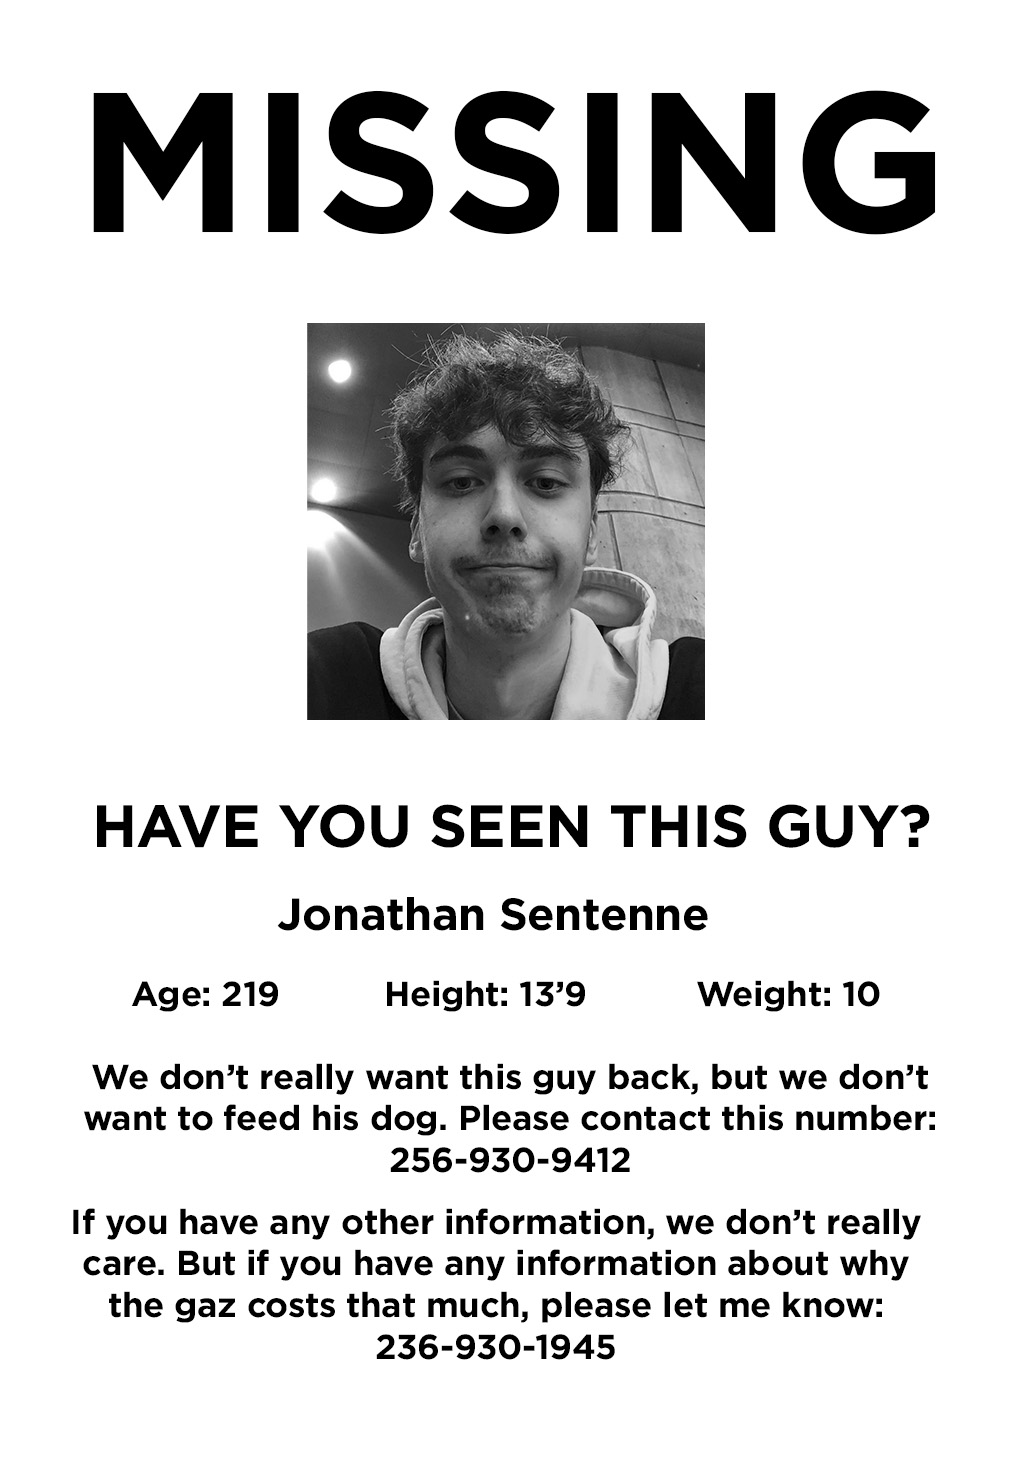 MISSING
HAVE YOU SEEN THIS GUY?
Jonathan Sentenne
Age: 219 Height: 13’9 Weight: 10
We don’t really want this guy back, but we don’t
want to feed his dog. Please contact this number:
256-930-9412
If you have any other information, we don’t really
care. But if you have any information about why
the gaz costs that much, please let me know:
236-930-1945